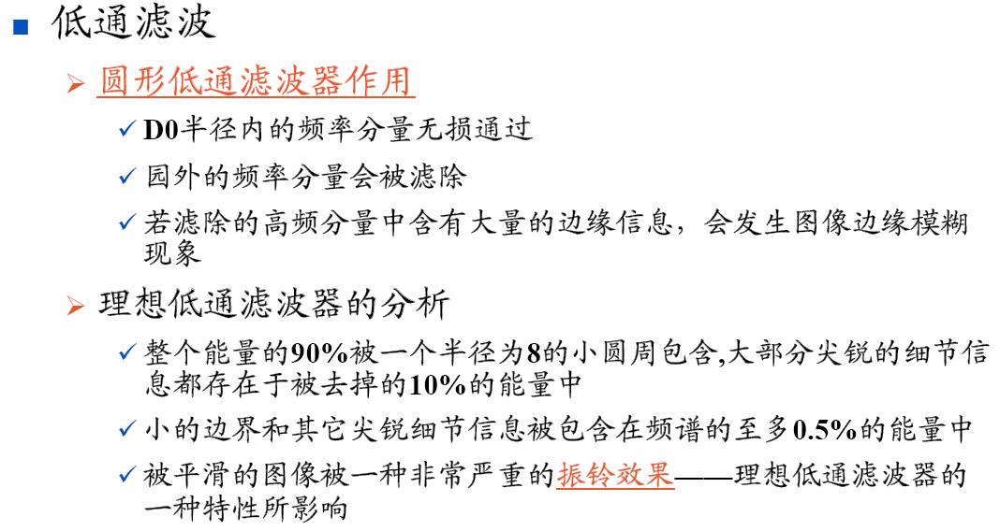 低通滤波
圆形低通滤波器作用
D0半径内的频率分量无损通过
园外的频率分量会被滤除
若滤除的高频分量中含有大量的边缘信息，会发生图像边缘模糊
现象
理想低通滤波器的分析
整个能量的90%被一个半径为8的小圆周包含,大部分尖锐的细节信
息都存在于被去掉的10%的能量中
小的边界和其它尖锐细节信息被包含在频谱的至多0.5%的能量中
被平滑的图像被一种非常严重的振铃效果——理想低通滤波器的
一种特性所影响